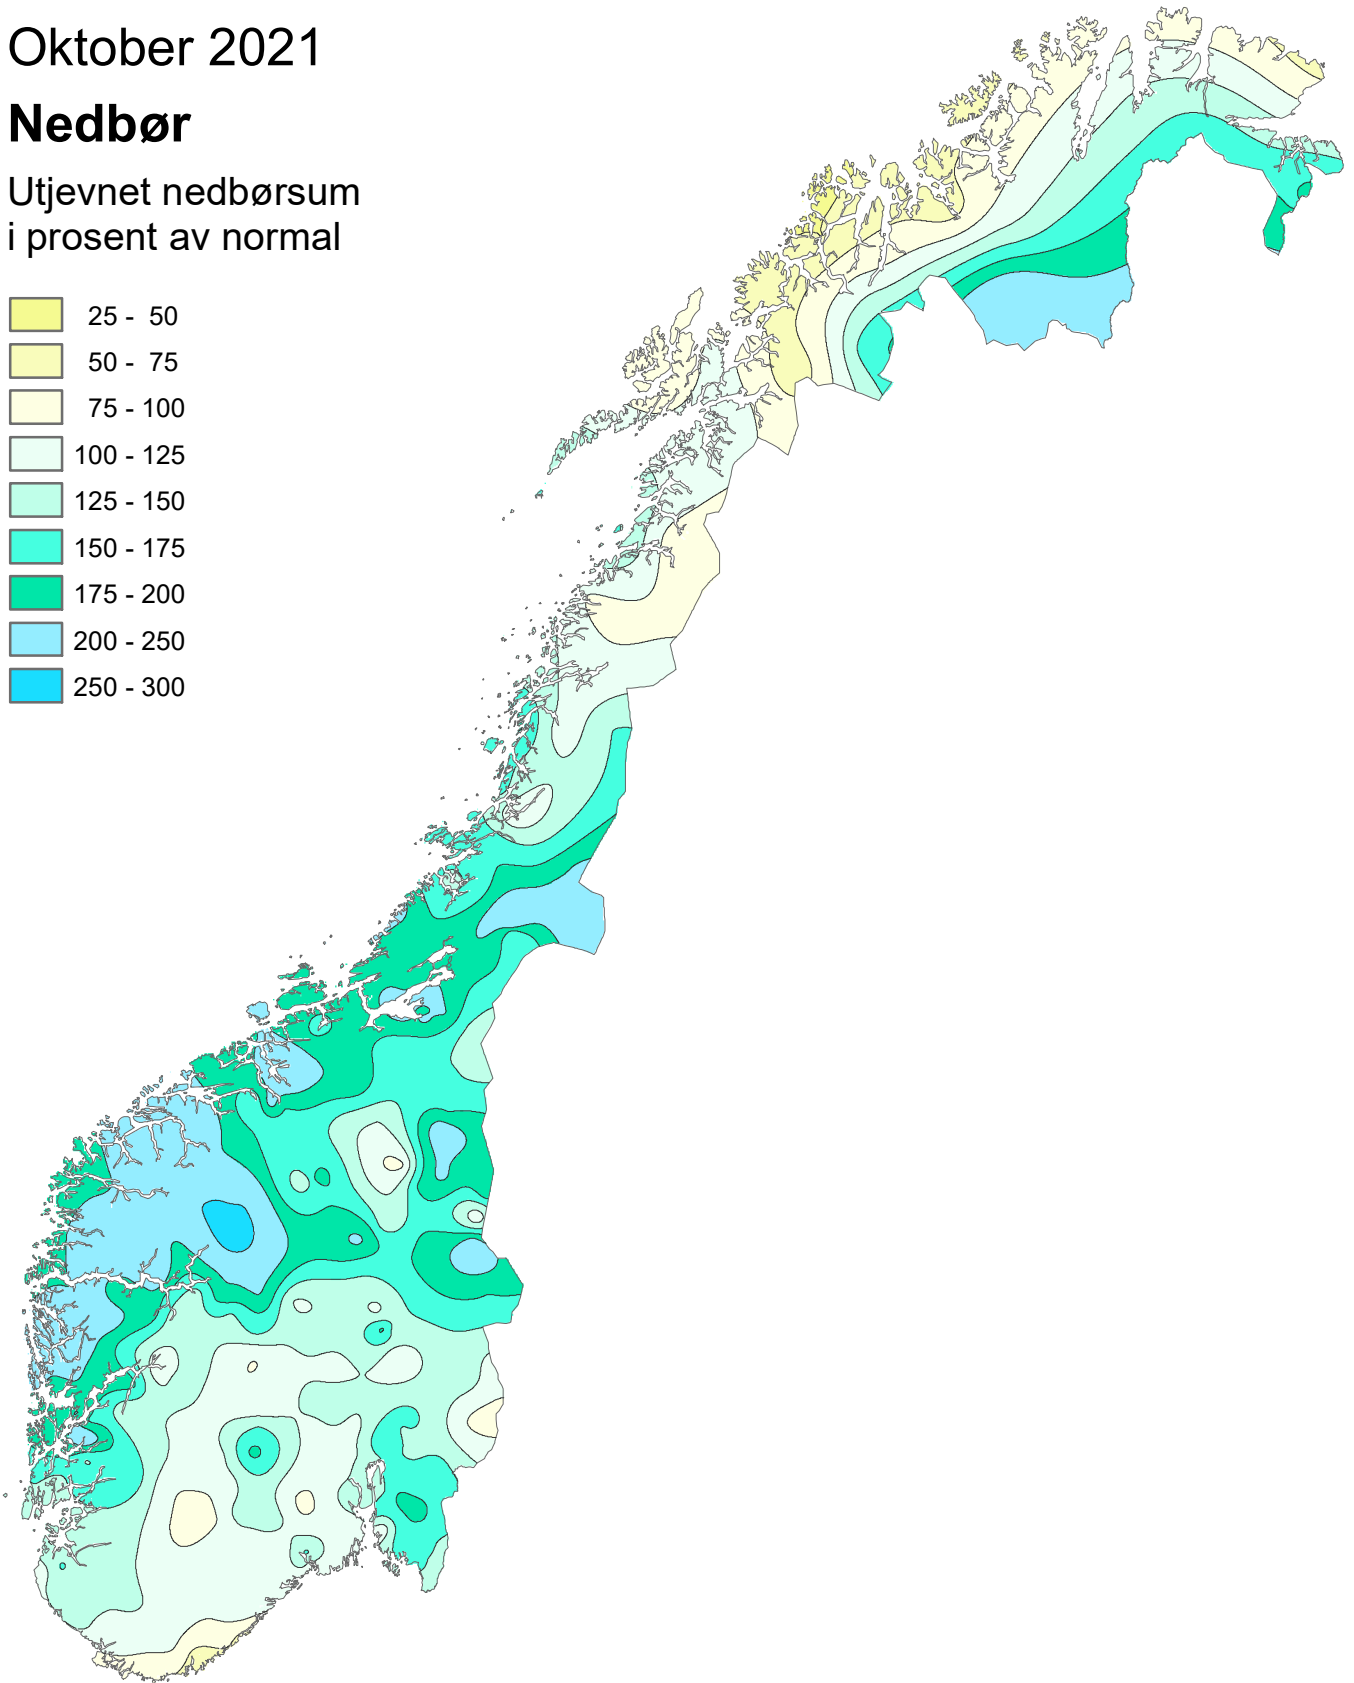 Oktober 2021
Nedbør
Utjevnet nedbørsum
i prosent av normal
25 - 50
50 - 75
75 - 100
100 - 125
125 - 150
150 - 175
175 - 200
200 - 250
250 - 300